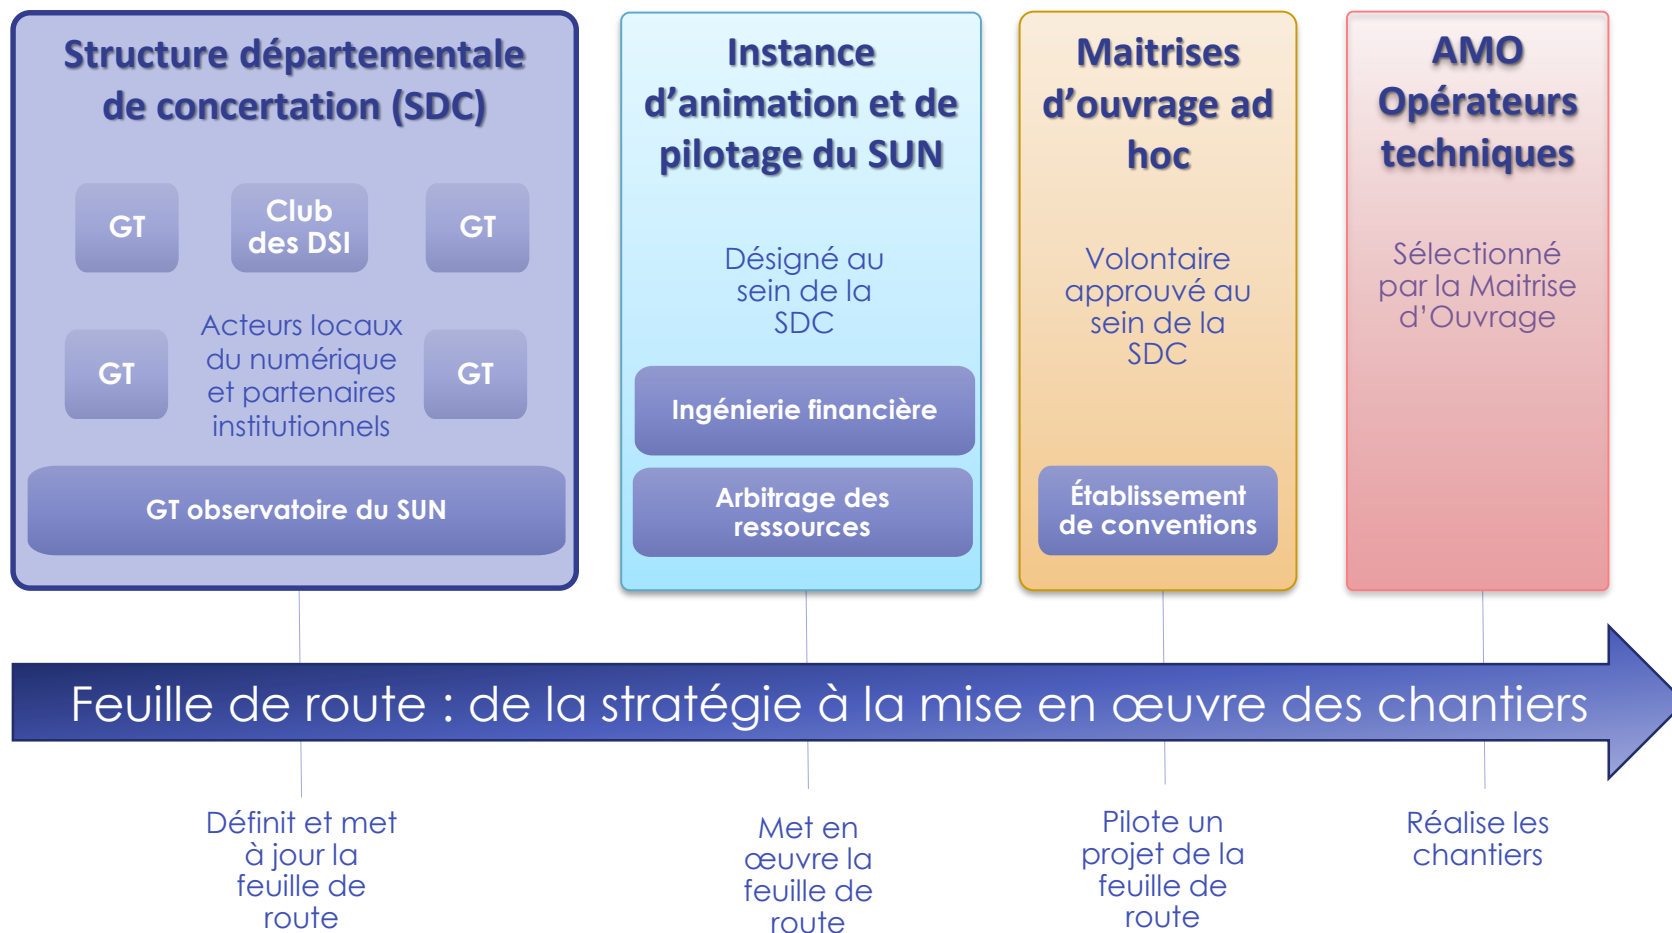 Structure départementale
de concertation (SDC)
GT
Club
des DSI
GT
Acteurs locaux
du numérique
et partenaires
institutionnels
GT
GT
GT observatoire du SUN
Instance
d’animation et de
pilotage du SUN
Désigné au
sein de la
SDC
Ingénierie financière
Arbitrage des
ressources
Maitrises
d’ouvrage ad
hoc
Volontaire
approuvé au
sein de la
SDC
Établissement
de conventions
AMO
Opérateurs
techniques
Sélectionné
par la Maitrise
d’Ouvrage
Feuille de route : de la stratégie à la mise en œuvre des chantiers
Définit et met
à jour la
feuille de
route
Met en
œuvre la
feuille de
route
Pilote un
projet de la
feuille de
route
Réalise les
chantiers